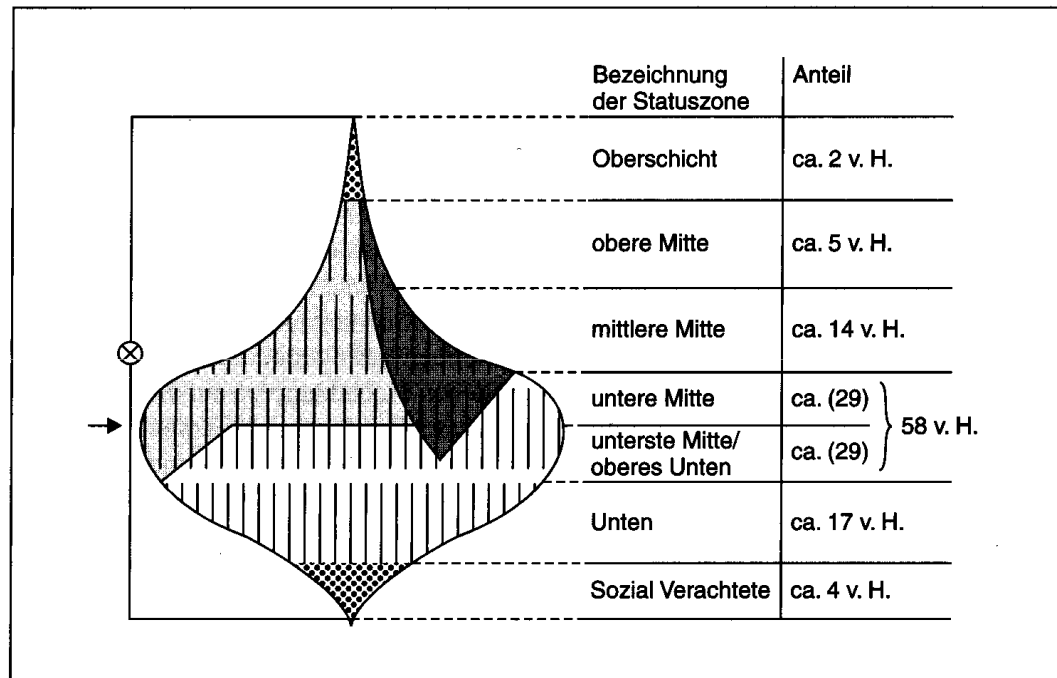 Bezeichnung
der Statuszone
Anteil
Oberschicht
ca. 2 v. H.
obere Mitte
ca. 5 v. H.
mittlere Mitte
ca. 14 v. H.
untere Mitte
ca. (29)
58 v. H.
unterste Mitte/
oberes Unten
ca. (29)
Unten
ca. 17 v. H.
Sozial Verachtete
ca. 4 v. H.